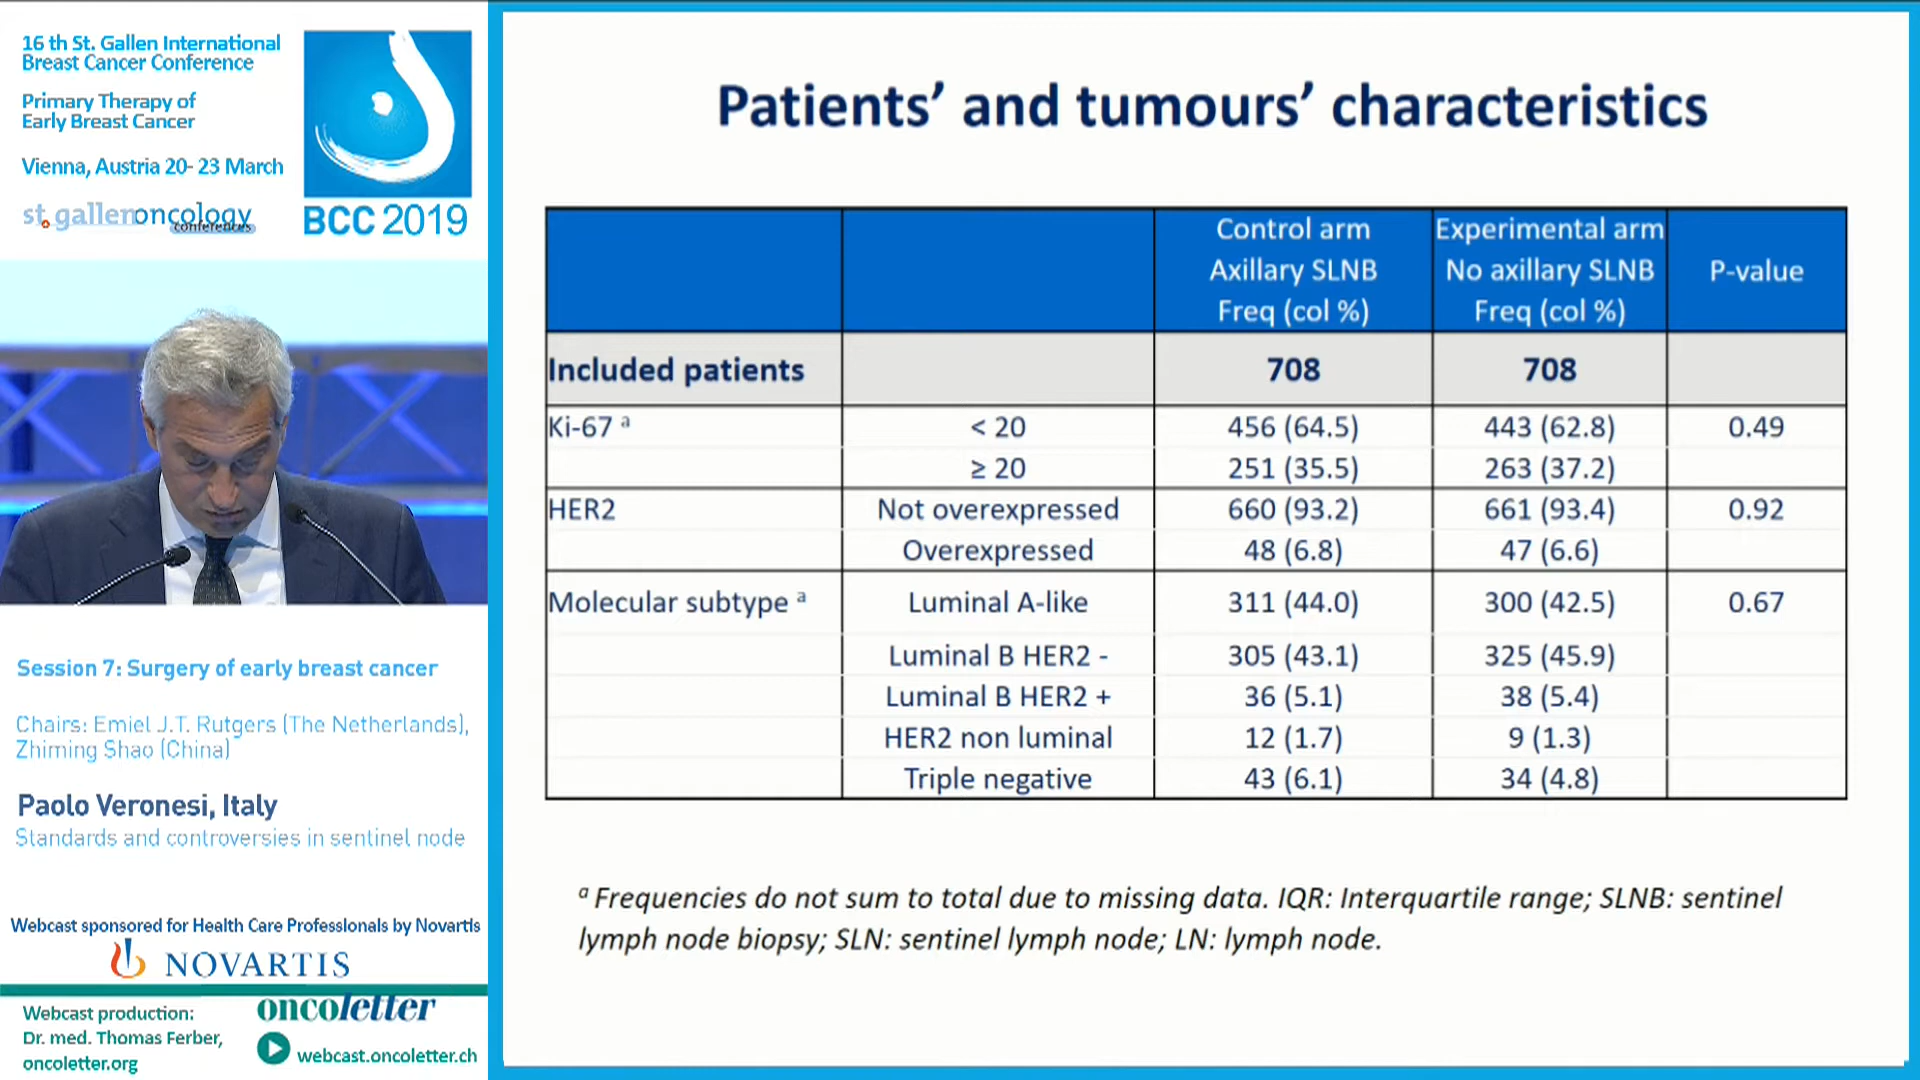 16 th St. Gallen International
Breast Cancer Conference
Primary Therapy of
Early Breast Cancer
Vienna, Austria 20- 23 March
st.gallenoncology
conferences
BCC 2019
Session 7: Surgery of early breast cancer
Chairs: Emiel J.T. Rutgers (The Netherlands),
Zhiming Shao (China)
Paolo Veronesi, Italy
Standards and controversies in sentinel node
Webcast sponsored for Health Care Professionals by Novartis
NOVARTIS
Webcast production:
Dr. med. Thomas Ferber,
oncoletter.org
oncoletter
webcast.oncoletter.ch
Patients’ and tumours’ characteristics
Control arm Experimental arm
Axillary SLNB No axillary SLNB P-value
Freq (col %) Freq (col %)
Included patients 708 708
Ki-67 a < 20 456 (64.5) 443 (62.8) 0.49
≥ 20 251 (35.5) 263 (37.2)
HER2 Not overexpressed 660 (93.2) 661 (93.4) 0.92
Overexpressed 48 (6.8) 47 (6.6)
Molecular subtype a Luminal A-like 311 (44.0) 300 (42.5) 0.67
Luminal B HER2 - 305 (43.1) 325 (45.9)
Luminal B HER2 + 36 (5.1) 38 (5.4)
HER2 non luminal 12 (1.7) 9 (1.3)
Triple negative 43 (6.1) 34 (4.8)
a Frequencies do not sum to total due to missing data. IQR: Interquartile range; SLNB: sentinel
lymph node biopsy; SLN: sentinel lymph node; LN: lymph node.